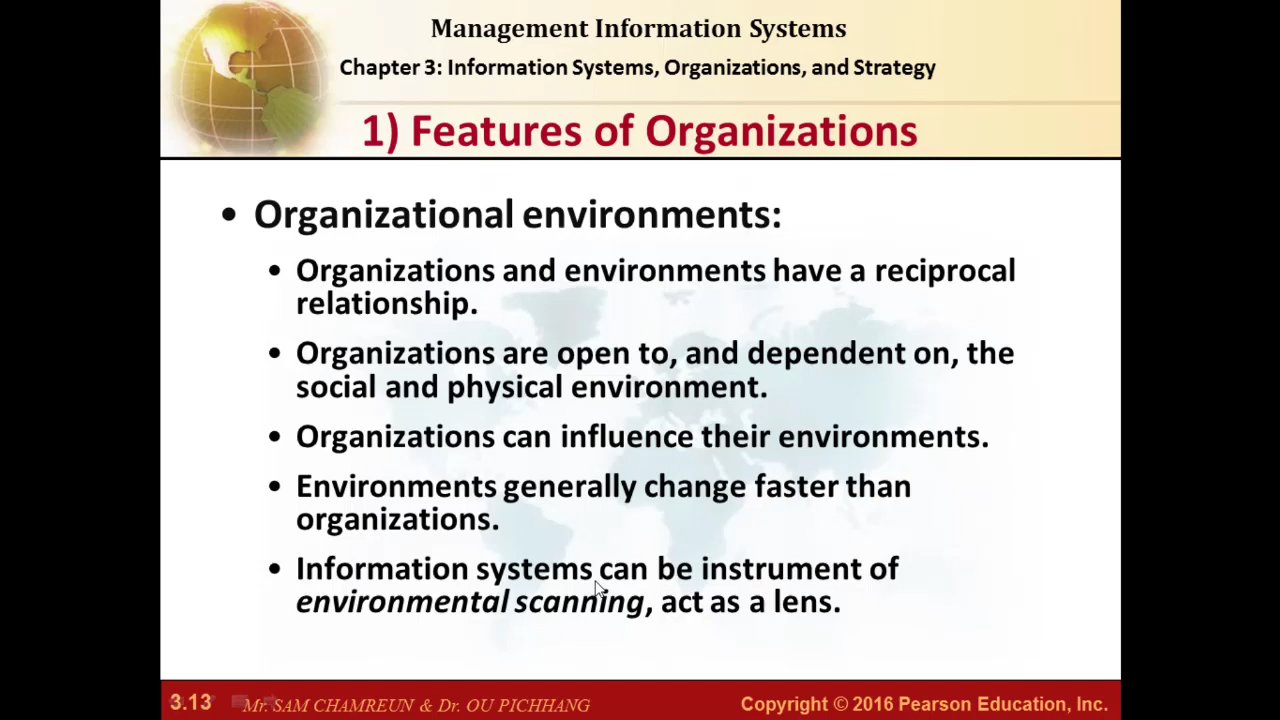 Management Information Systems
Chapter 3: Information Systems, Organizations, and Strategy
1) Features of Organizations
• Organizational environments:
• Organizations and environments have a reciprocal
relationship.
• Organizations are open to, and dependent on, the
social and physical environment.
• Organizations can influence their environments.
• Environments generally change faster than
organizations.
• Information systems can be instrument of
environmental scanning, act as a lens.
3.13
Mr. SAM CHAMREUN & Dr. OU PICHHANG
Copyright © 2016 Pearson Education, Inc.